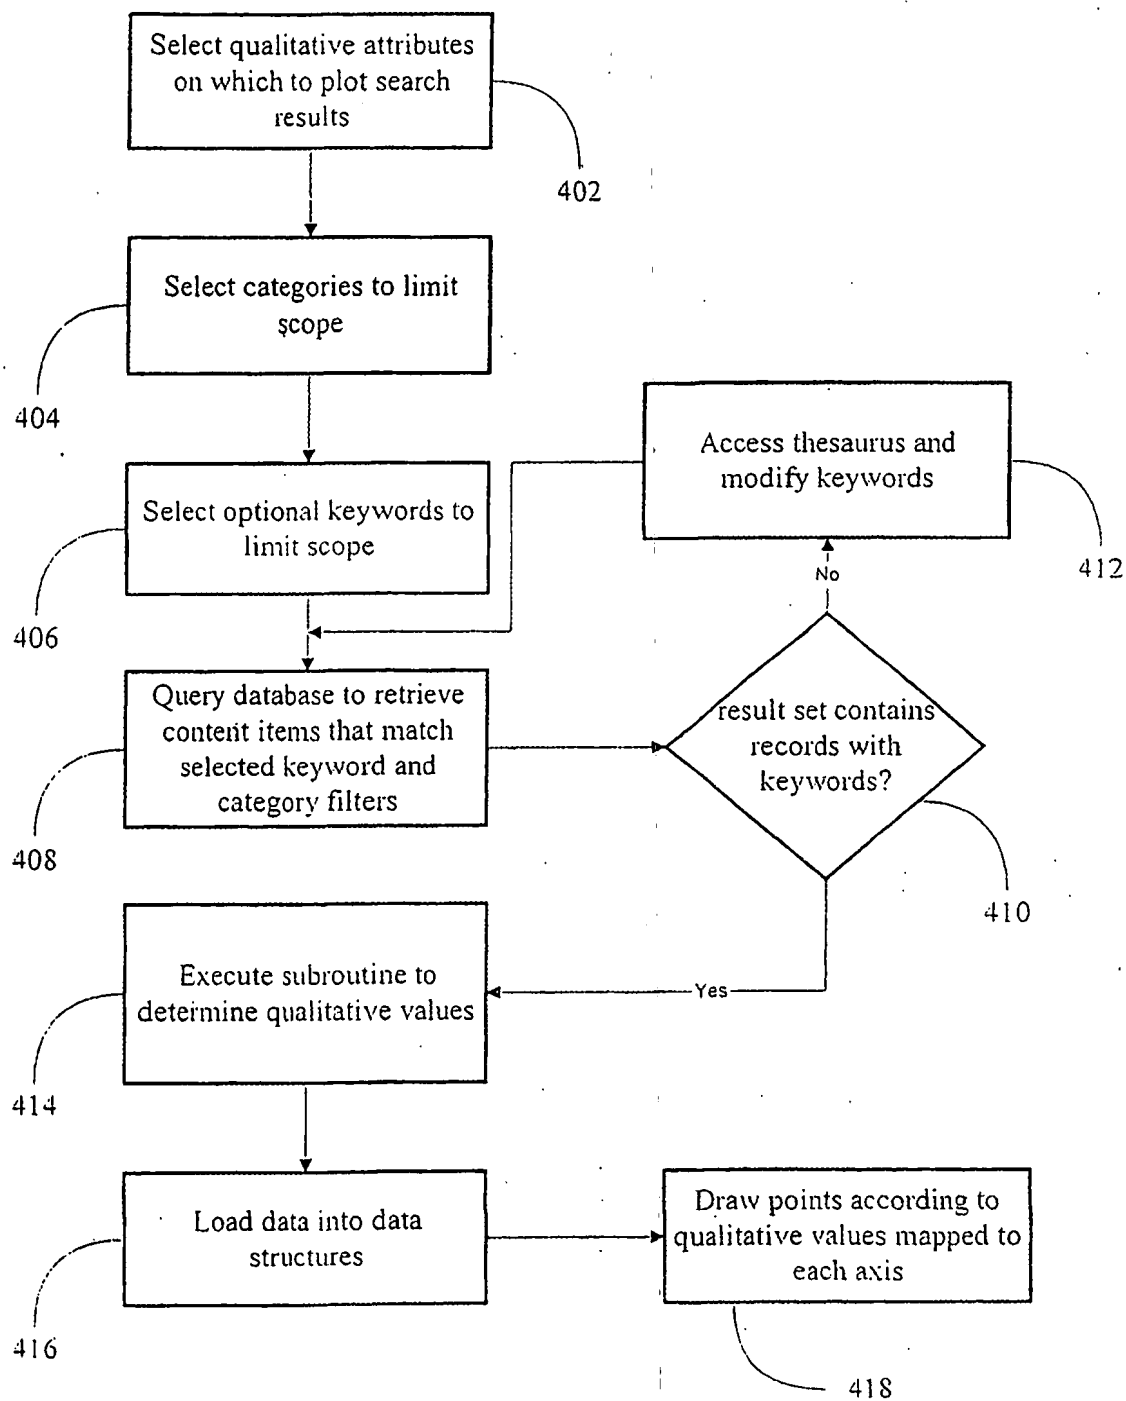 Select qualitative attributes
on which to plot search
results
402
Select categories to limit
scope
404
Select optional keywords to
limit scope
406
Access thesaurus and
modify keywords
412
No
Query database to retrieve
content items that match
selected keyword and
category filters
408
result set contains
records with
keywords?
410
Yes
Execute subroutine to
determine qualitative values
414
Load data into data
structures
416
Draw points according to
qualitative values mapped to
each axis
418